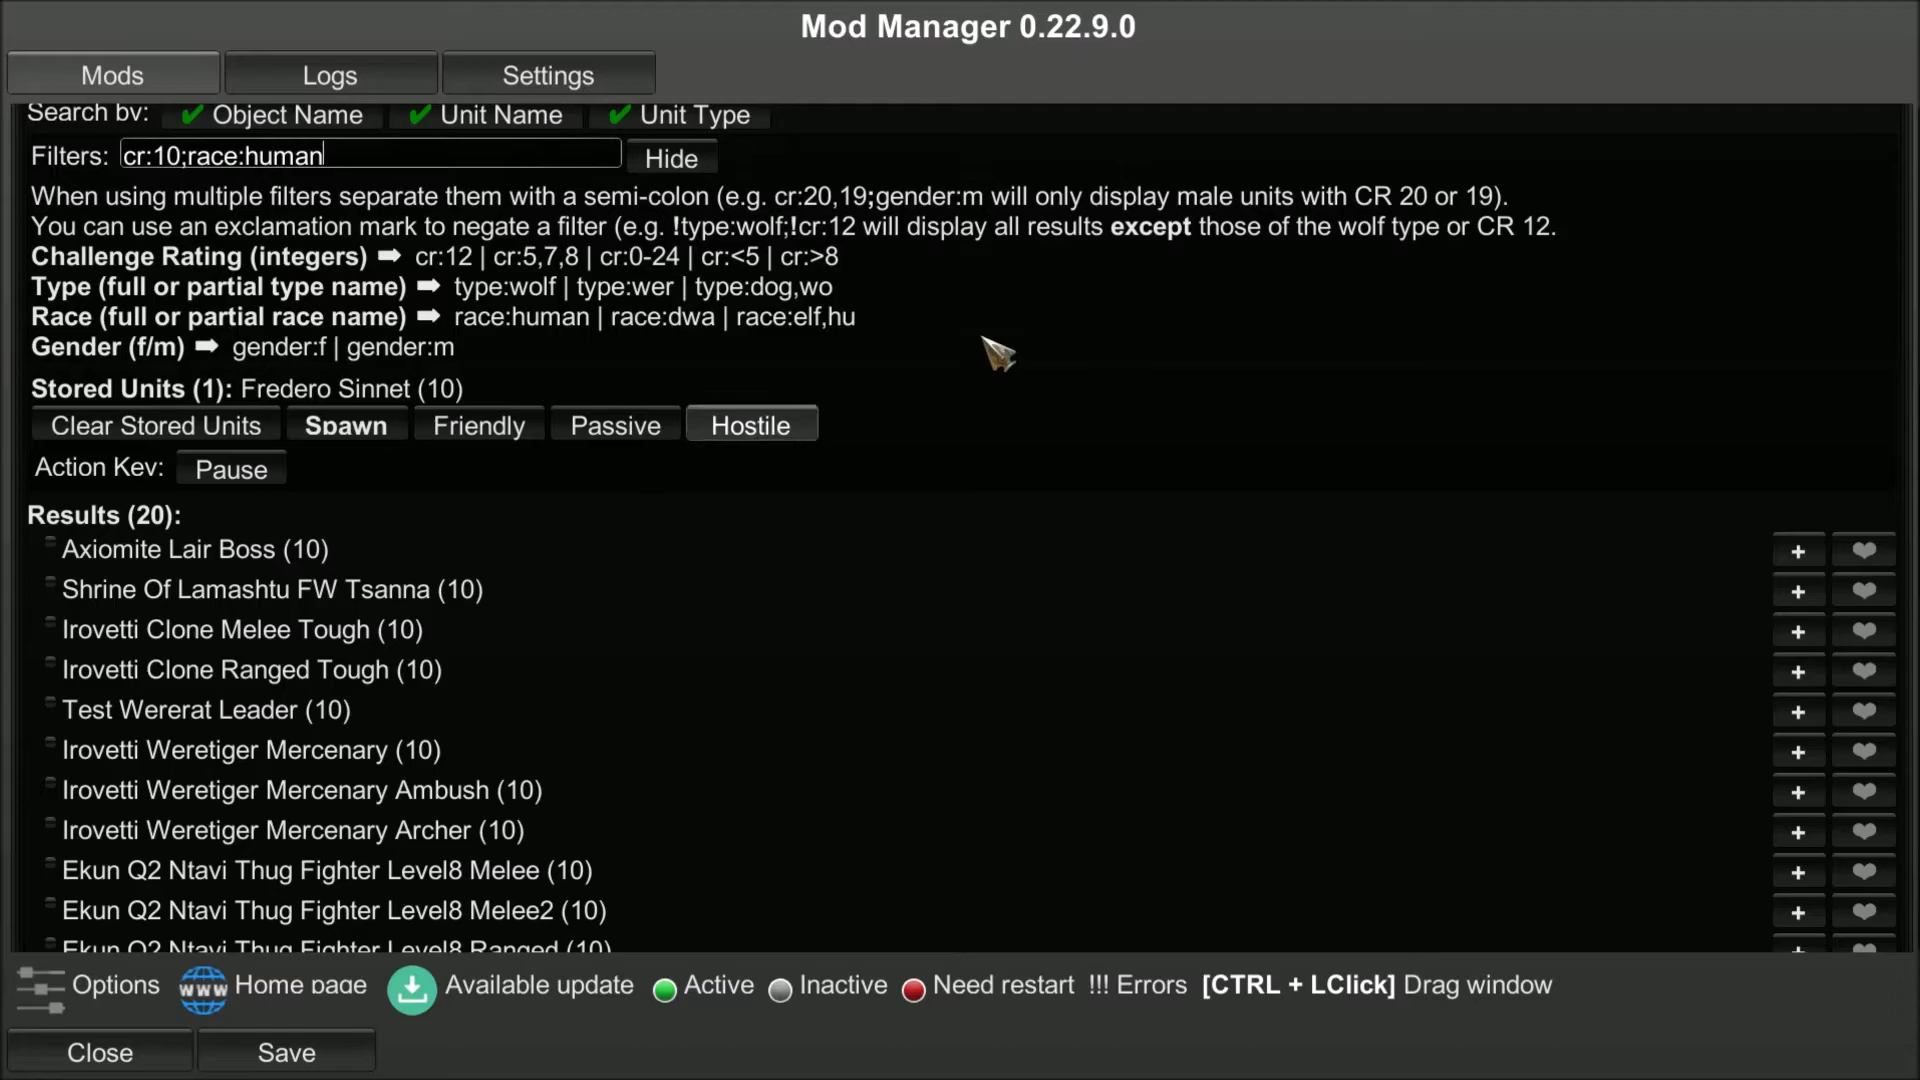 Mod Manager 0.22.9.0
Mods Logs Settings
Search by: ✔ Object Name ✔ Unit Name ✔ Unit Type
Filters: cr:10;race:human Hide
When using multiple filters separate them with a semi-colon (e.g. cr:20,19;gender:m will only display male units with CR 20 or 19).
You can use an exclamation mark to negate a filter (e.g. !type:wolf;!cr:12 will display all results except those of the wolf type or CR 12.
Challenge Rating (integers) ➡ cr:12 | cr:5,7,8 | cr:0-24 | cr:<5 | cr:>8
Type (full or partial type name) ➡ type:wolf | type:wer | type:dog,wo
Race (full or partial race name) ➡ race:human | race:dwa | race:elf,hu
Gender (f/m) ➡ gender:f | gender:m
Stored Units (1): Fredero Sinnet (10)
Clear Stored Units Spawn Friendly Passive Hostile
Action Key: Pause
Results (20):
Axiomite Lair Boss (10) + ❤
Shrine Of Lamashtu FW Tsanna (10) + ❤
Irovetti Clone Melee Tough (10) + ❤
Irovetti Clone Ranged Tough (10) + ❤
Test Wererat Leader (10) + ❤
Irovetti Weretiger Mercenary (10) + ❤
Irovetti Weretiger Mercenary Ambush (10) + ❤
Irovetti Weretiger Mercenary Archer (10) + ❤
Ekun Q2 Ntavi Thug Fighter Level8 Melee (10) + ❤
Ekun Q2 Ntavi Thug Fighter Level8 Melee2 (10) + ❤
Ekun Q2 Ntavi Thug Fighter Level8 Ranged (10) + ❤
Options www Home page Available update Active Inactive Need restart !!! Errors [CTRL + LClick] Drag window
Close Save